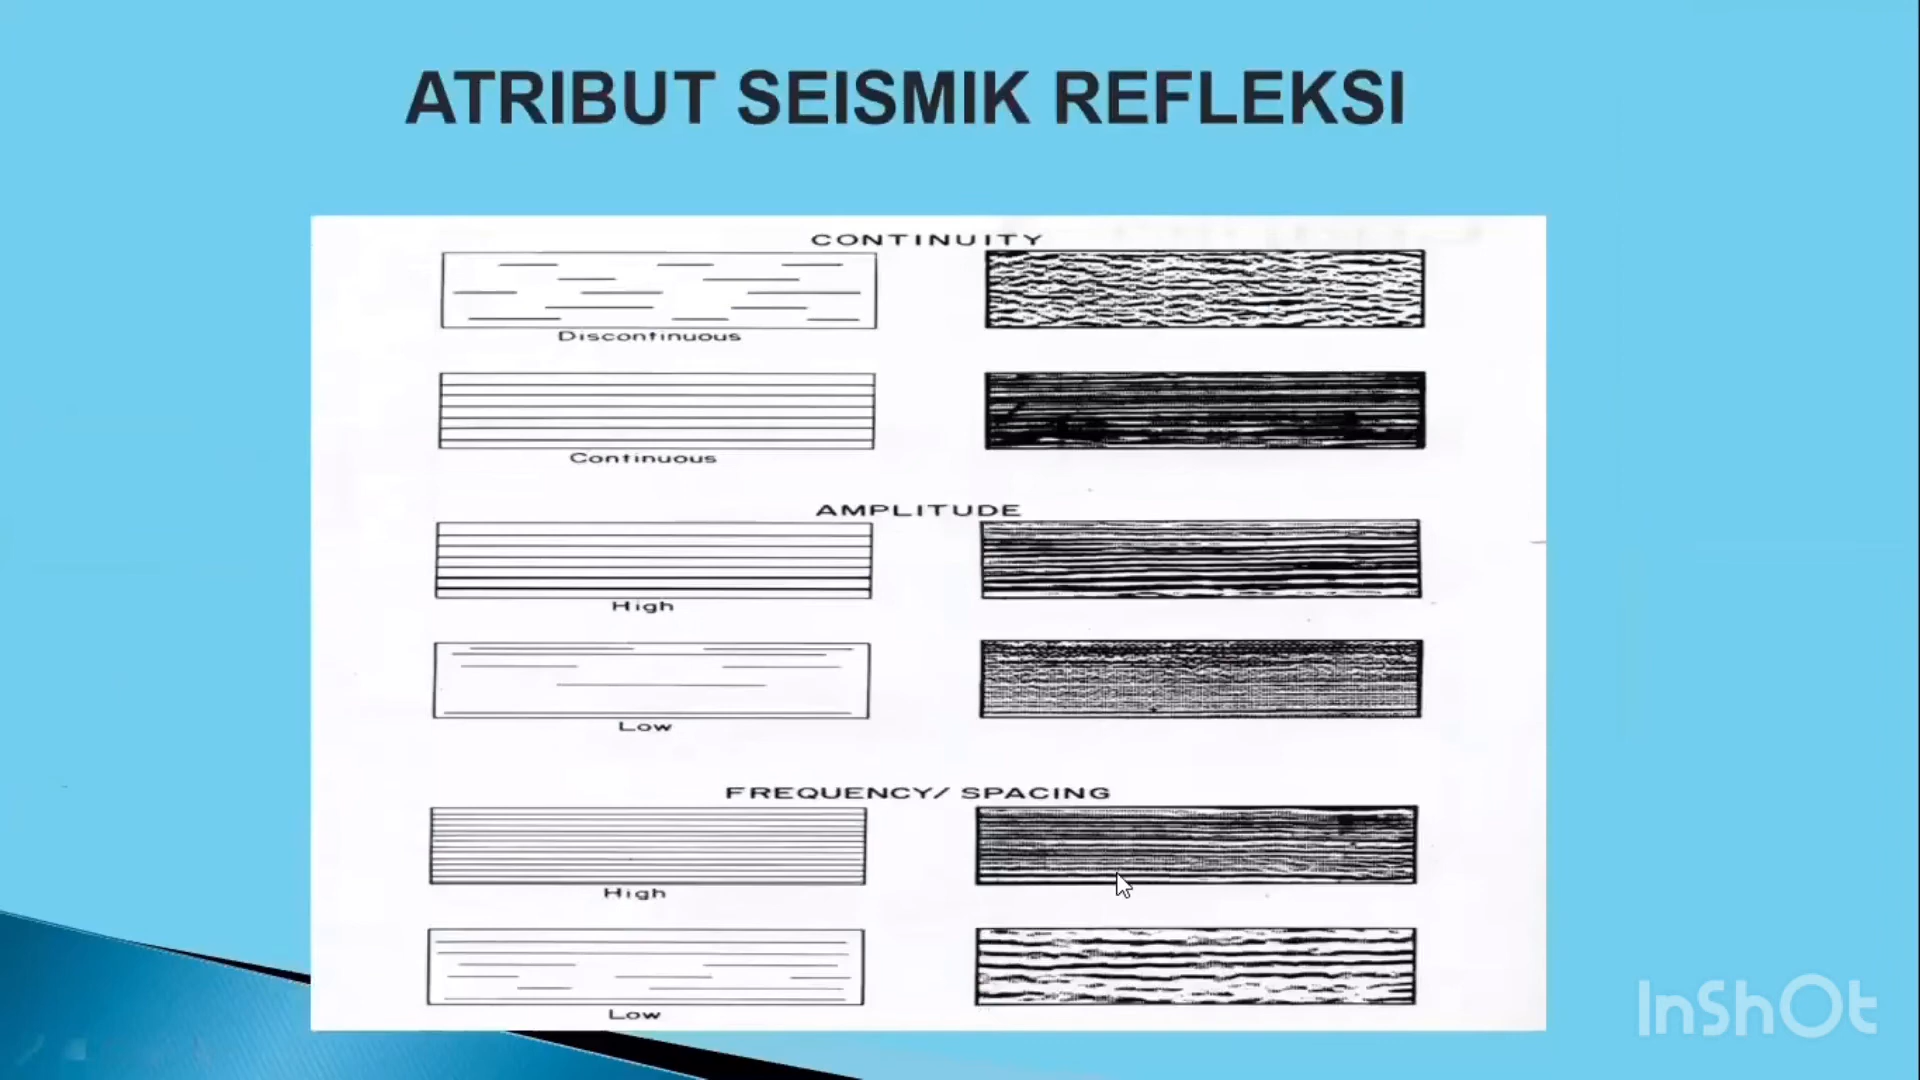 ATRIBUT SEISMIK REFLEKSI
CONTINUITY
Discontinuous
Continuous
AMPLITUDE
High
Low
FREQUENCY/ SPACING
High
Low
InShOt